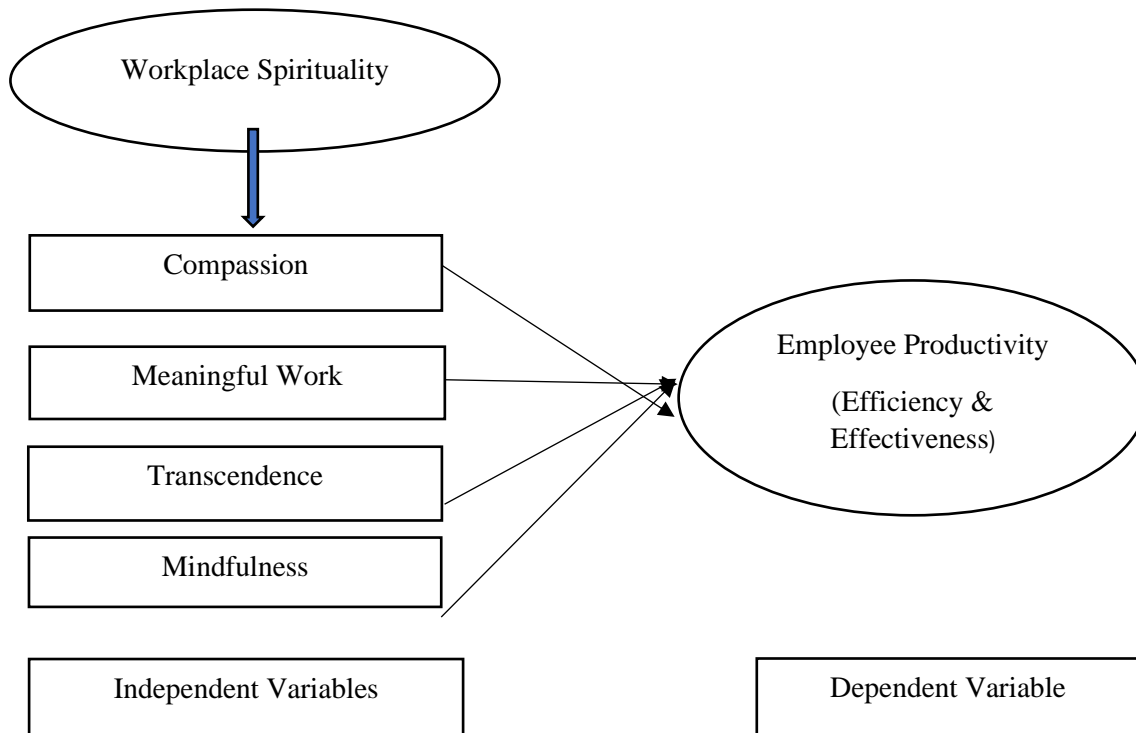 Workplace Spirituality
Compassion
Meaningful Work
Transcendence
Mindfulness
Employee Productivity
(Efficiency &
Effectiveness)
Independent Variables
Dependent Variable